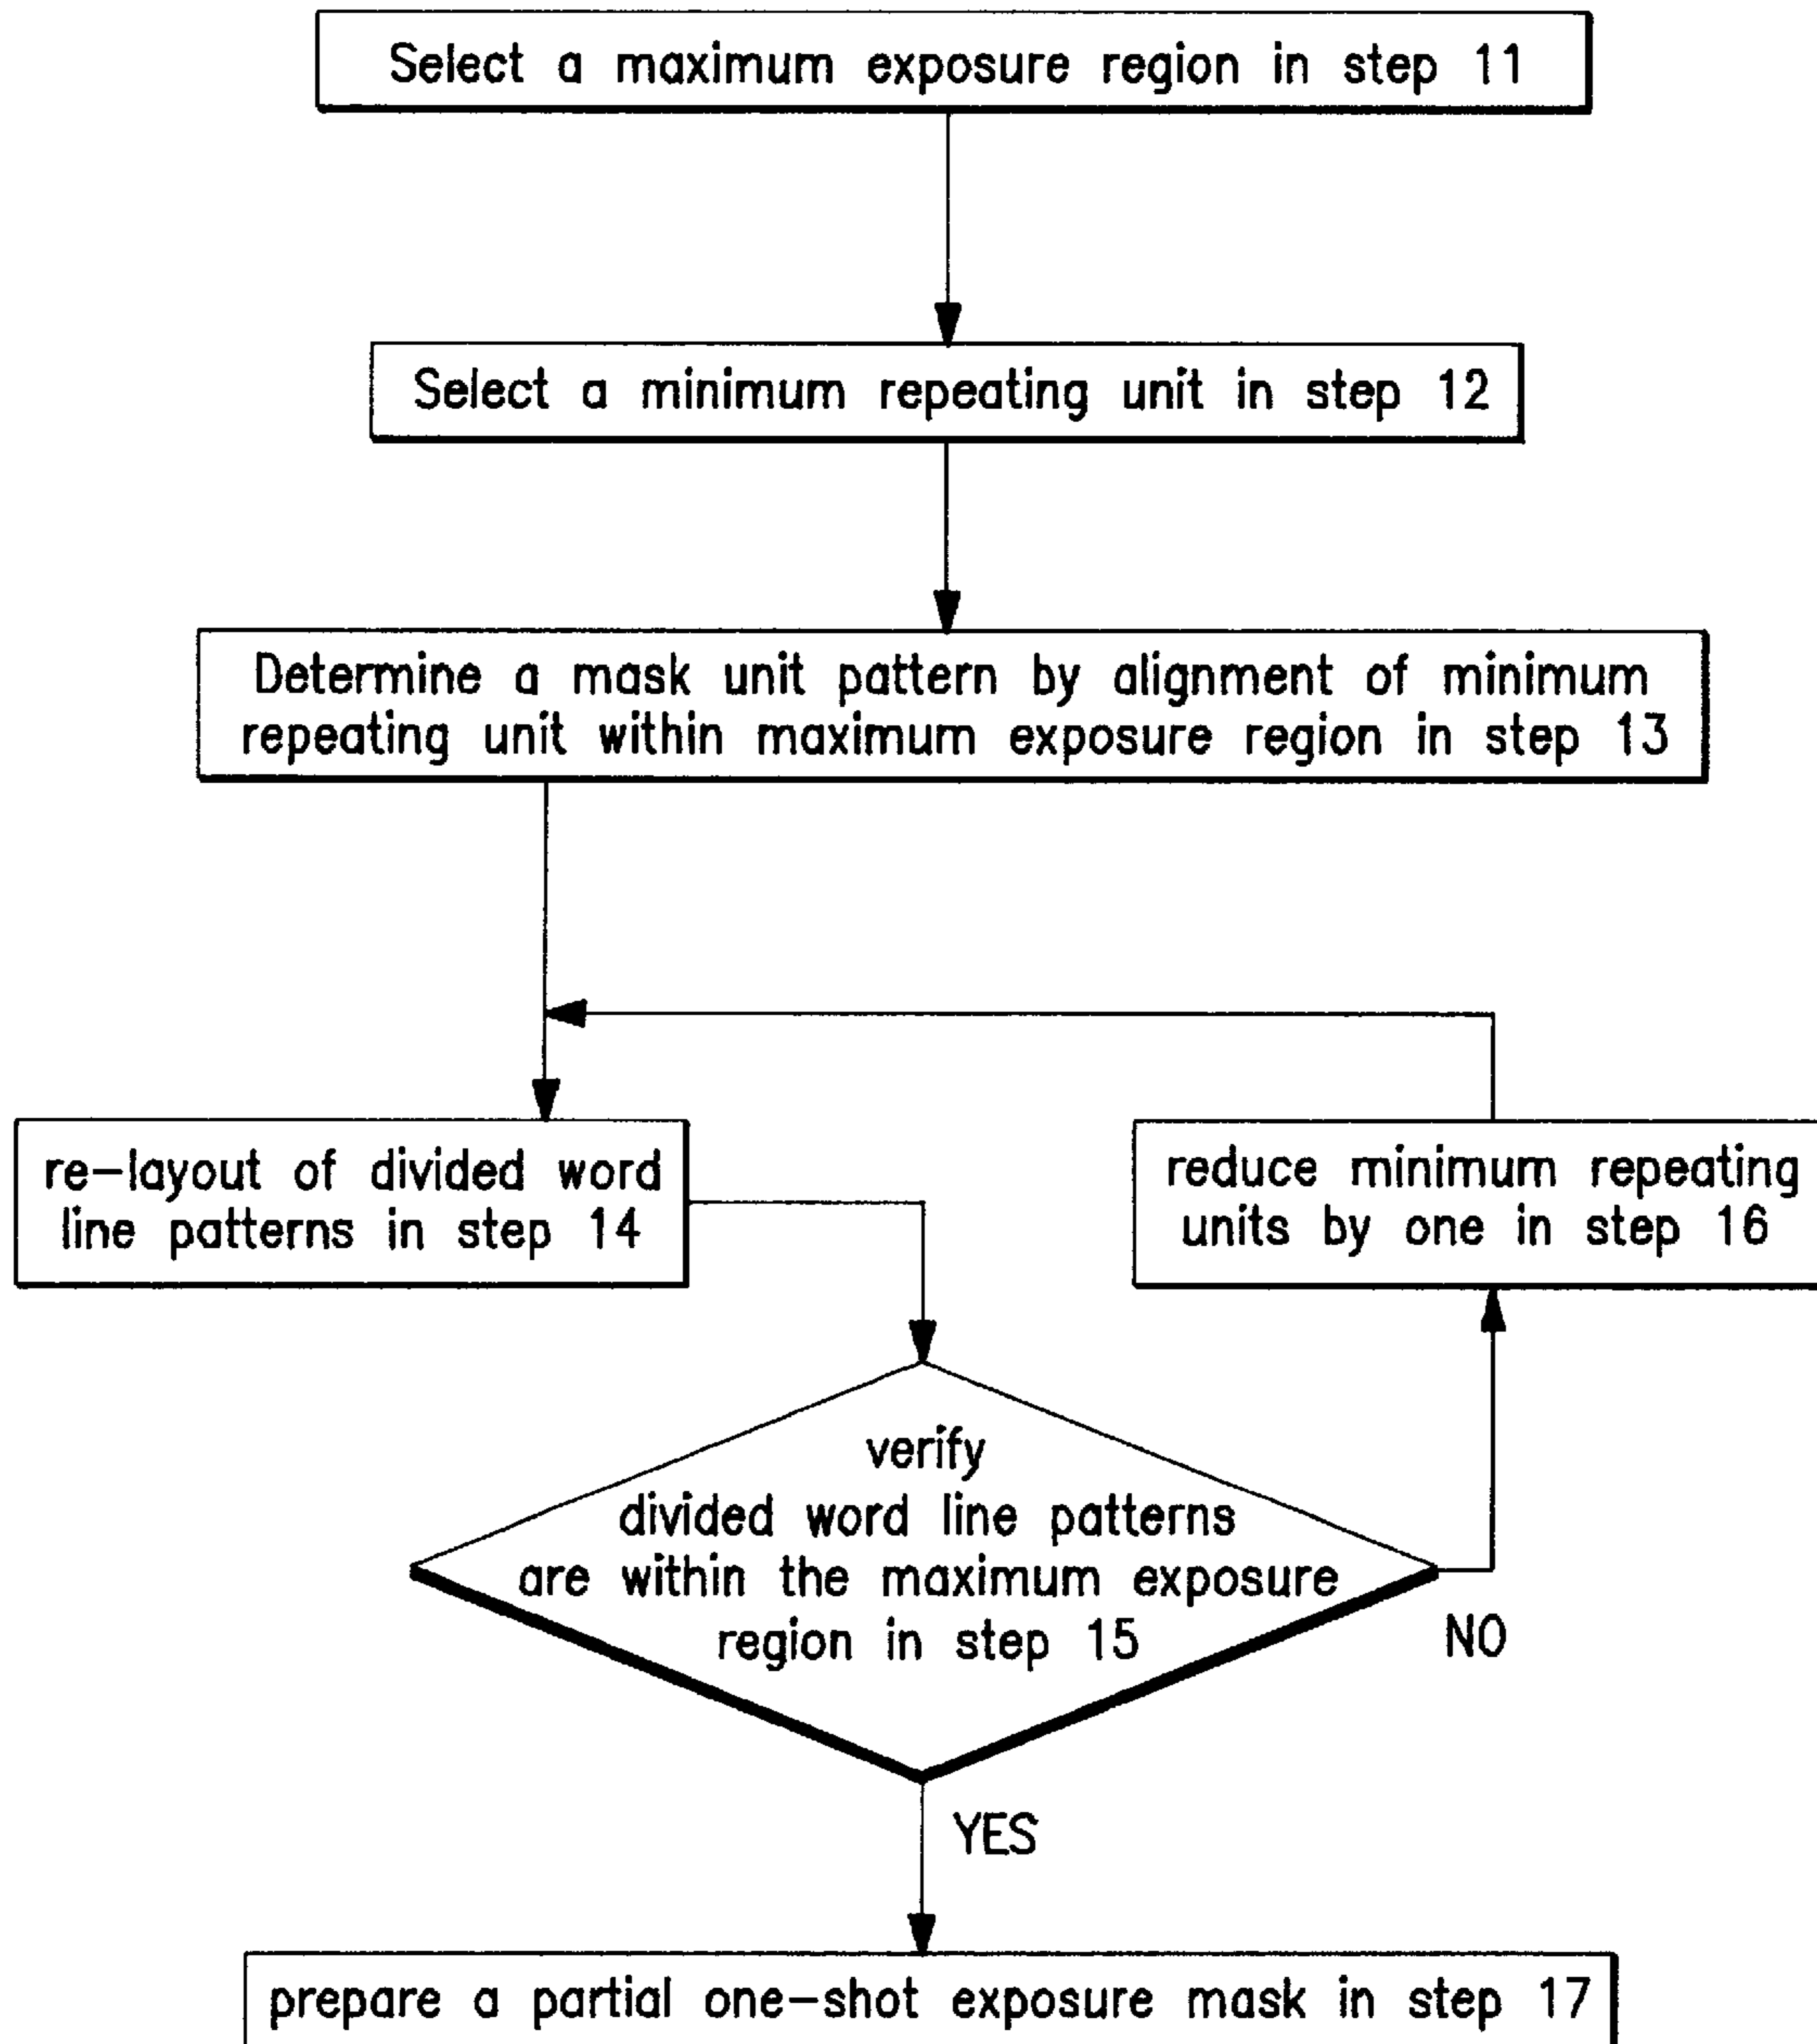 Select a maximum exposure region in step 11
Select a minimum repeating unit in step 12
Determine a mask unit pattern by alignment of minimum
repeating unit within maximum exposure region in step 13
re-layout of divided word
line patterns in step 14
reduce minimum repeating
units by one in step 16
verify
divided word line patterns
are within the maximum exposure
region in step 15
NO
YES
prepare a partial one-shot exposure mask in step 17